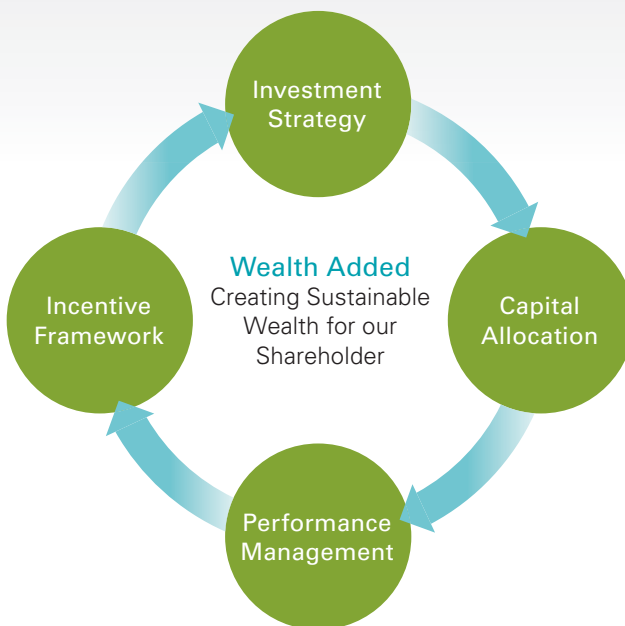 Investment
Strategy
Wealth Added
Creating Sustainable
Wealth for our
Shareholder
Incentive
Framework
Capital
Allocation
Performance
Management